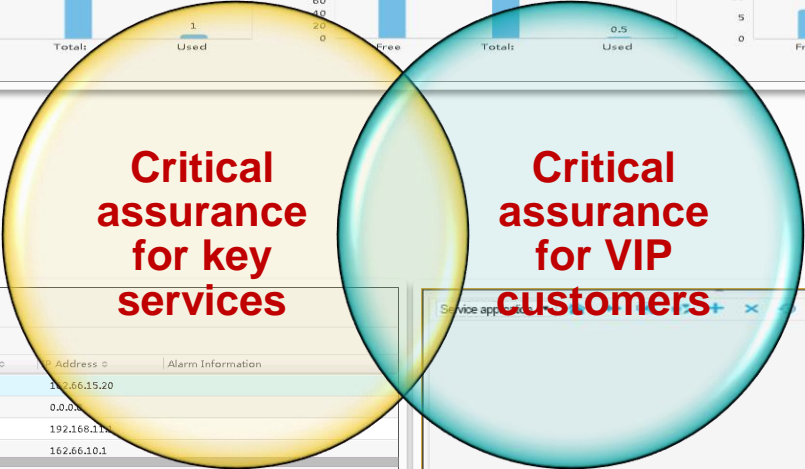 60
40
20
0
1
0.5
5
0
Total:
Used
Free
Total:
Used
Critical
assurance
for key
services
Critical
assurance
for VIP
customers
Service
IP Address
Alarm Information
162.66.15.20
0.0.0.0
192.168.11.1
162.66.10.1